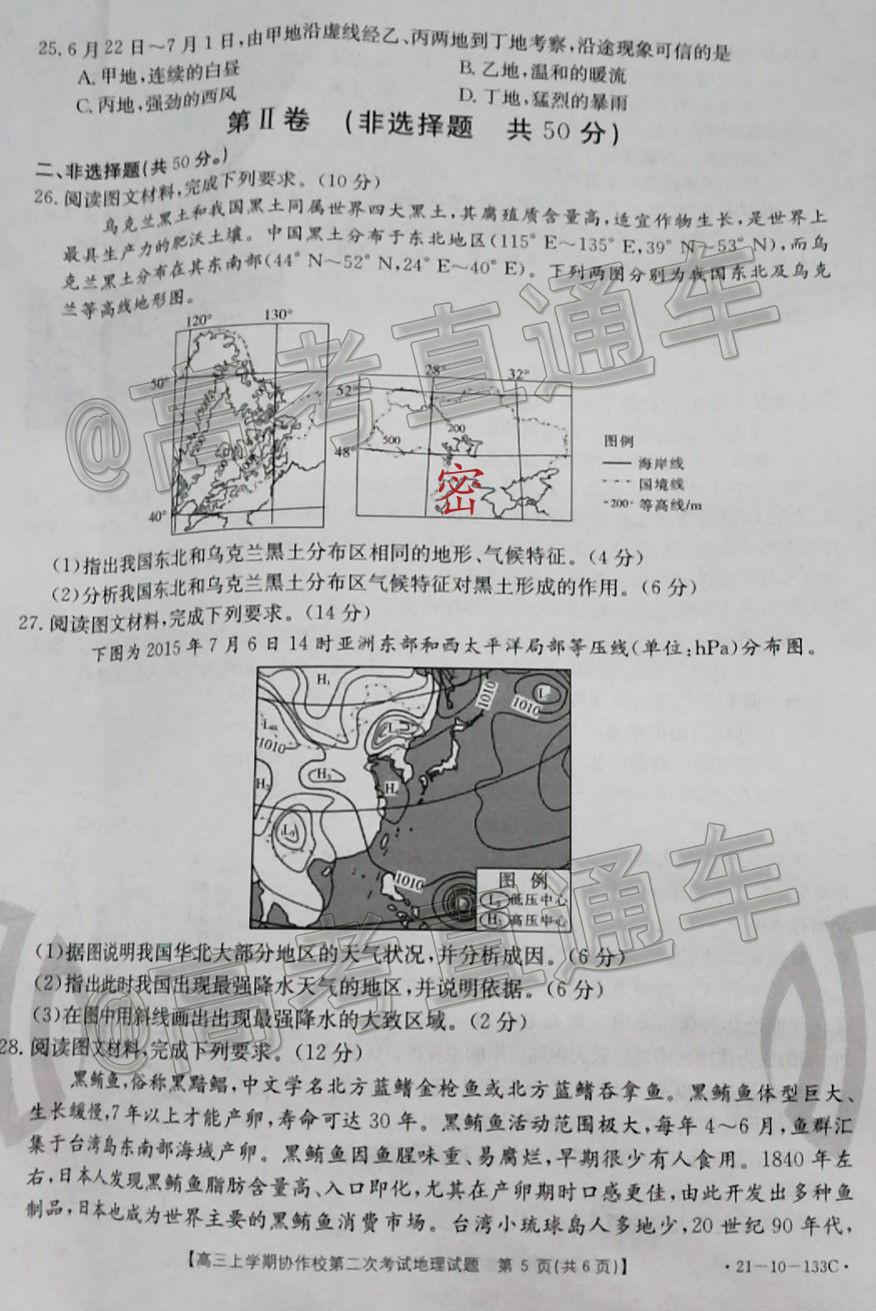 25.6月22日～7月1日,由甲地沿虚线经乙、丙两地到丁地考察,沿途现象可信的是
A.甲地,连续的白昼 B.乙地,温和的暖流
C.丙地,强劲的西风 D.丁地,猛烈的暴雨
第Ⅱ卷 (非选择题 共50分)
二、非选择题(共50分。)
26.阅读图文材料,完成下列要求。(10分)
乌克兰黑土和我国黑土同属世界四大黑土,其腐殖质含量高,适宜作物生长,是世界上
最具生产力的肥沃土壤。中国黑土分布于东北地区(115°E～135°E,39°N～53°N),而乌
克兰黑土分布在其东南部(44°N～52°N,24°E～40°E)。下列两图分别为我国东北及乌克
兰等高线地形图。
120° 130°
50°
40°
28° 32°
52°
48°
500 200
密
图例
海岸线
国境线
-200- 等高线/m
(1)指出我国东北和乌克兰黑土分布区相同的地形、气候特征。(4分)
(2)分析我国东北和乌克兰黑土分布区气候特征对黑土形成的作用。(6分)
27.阅读图文材料,完成下列要求。(14分)
下图为2015年7月6日14时亚洲东部和西太平洋局部等压线(单位:hPa)分布图。
H₁
1010
1010
1010
H₂ H₃
1010
图例
低压中心
高压中心
(1)据图说明我国华北大部分地区的天气状况,并分析成因。(6分)
(2)指出此时我国出现最强降水天气的地区,并说明依据。(6分)
(3)在图中用斜线画出出现最强降水的大致区域。(2分)
28.阅读图文材料,完成下列要求。(12分)
黑鲔鱼,俗称黑黯鲳,中文学名北方蓝鳍金枪鱼或北方蓝鳍吞拿鱼。黑鲔鱼体型巨大、
生长缓慢,7年以上才能产卵,寿命可达30年。黑鲔鱼活动范围极大,每年4～6月,鱼群汇
集于台湾岛东南部海域产卵。黑鲔鱼因鱼腥味重、易腐烂,早期很少有人食用。1840年左
右,日本人发现黑鲔鱼脂肪含量高、入口即化,尤其在产卵期时口感更佳,由此开发出多种鱼
制品,日本也成为世界主要的黑鲔鱼消费市场。台湾小琉球岛人多地少,20世纪90年代,
【高三上学期协作校第二次考试地理试题 第5页(共6页)】 ·21-10-133C·
@高考直通车
@高考直通车